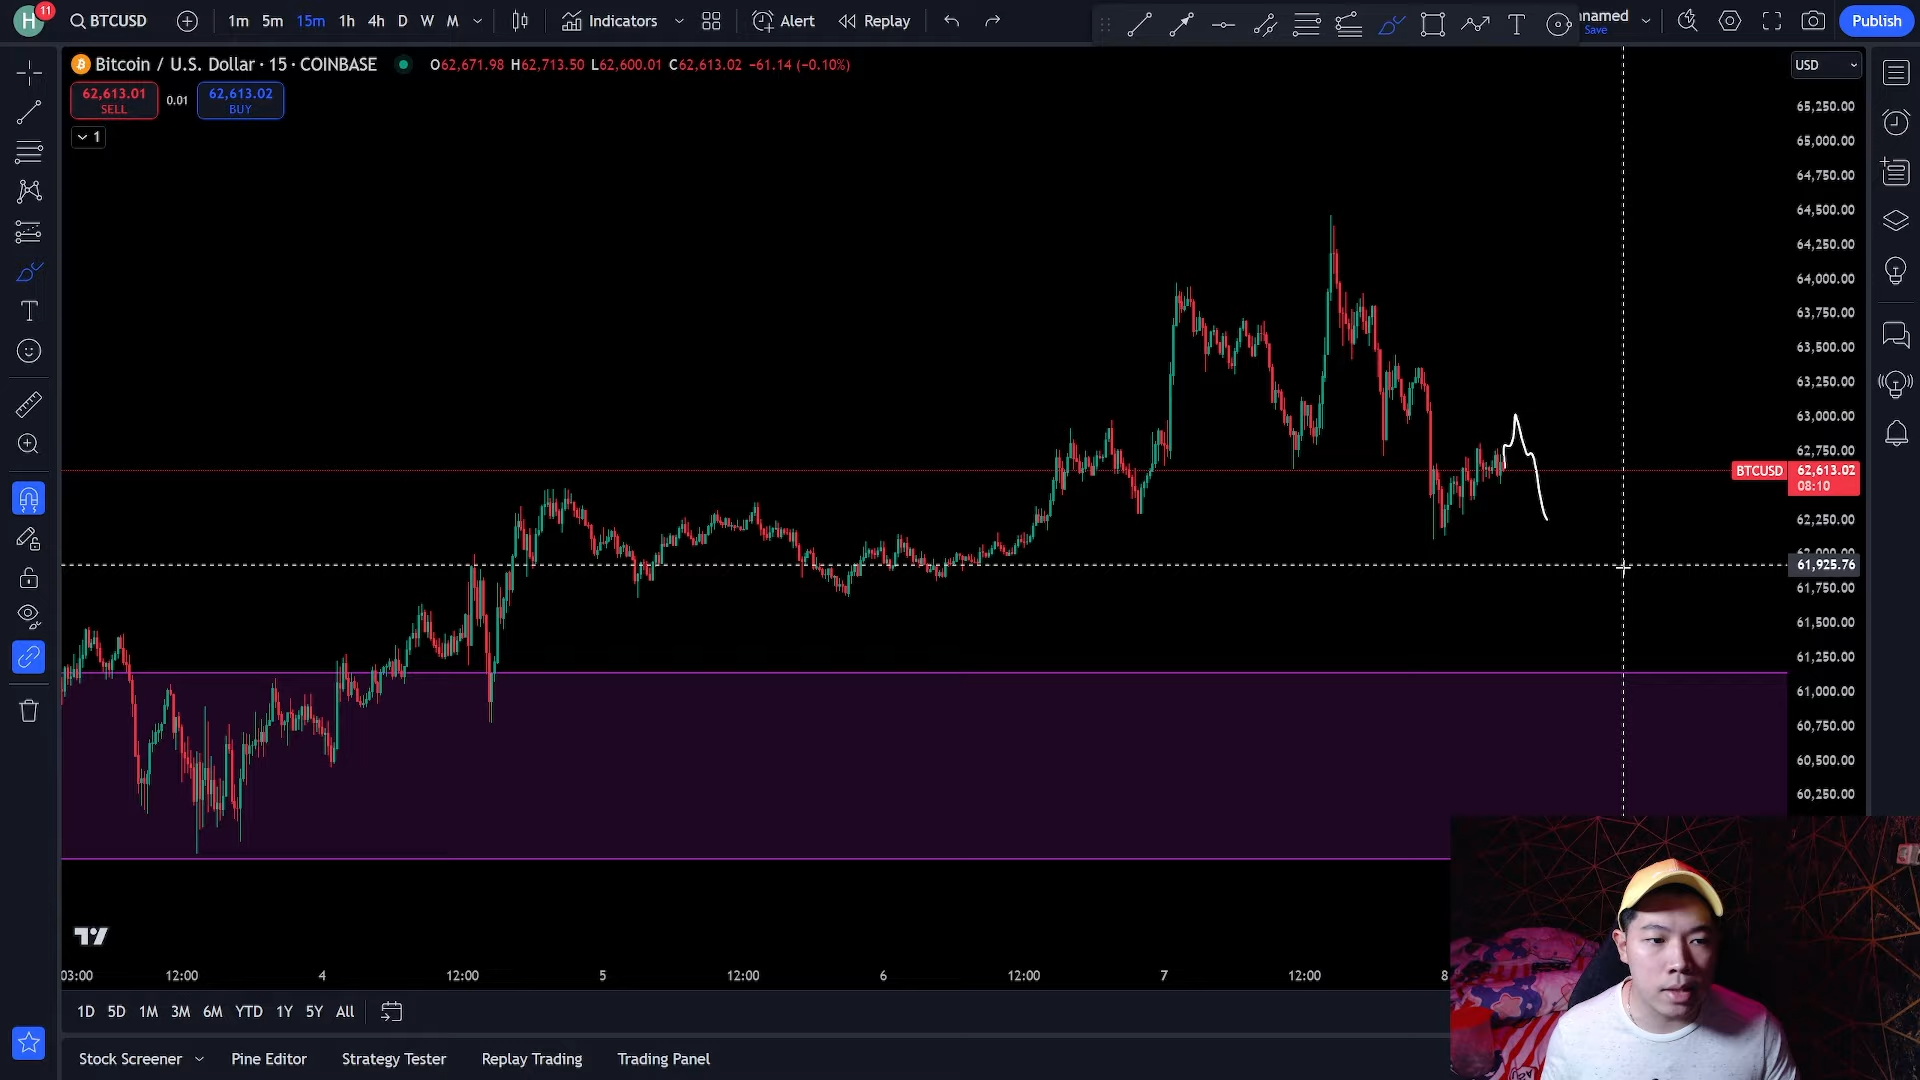 H 11 BTCUSD 1m 5m 15m 1h 4h D W M Indicators Alert Replay nnamed Save Publish
Bitcoin / U.S. Dollar · 15 · COINBASE O62,671.98 H62,713.50 L62,600.01 C62,613.02 −61.14 (−0.10%)
USD
62,613.01 SELL 0.01 62,613.02 BUY
1
65,250.00
65,000.00
64,750.00
64,500.00
64,250.00
64,000.00
63,750.00
63,500.00
63,250.00
63,000.00
62,750.00
BTCUSD 62,613.02
08:10
62,250.00
62,000.00
61,925.76
61,750.00
61,500.00
61,250.00
61,000.00
60,750.00
60,500.00
60,250.00
03:00 12:00 4 12:00 5 12:00 6 12:00 7 12:00 8
1D 5D 1M 3M 6M YTD 1Y 5Y All
Stock Screener Pine Editor Strategy Tester Replay Trading Trading Panel